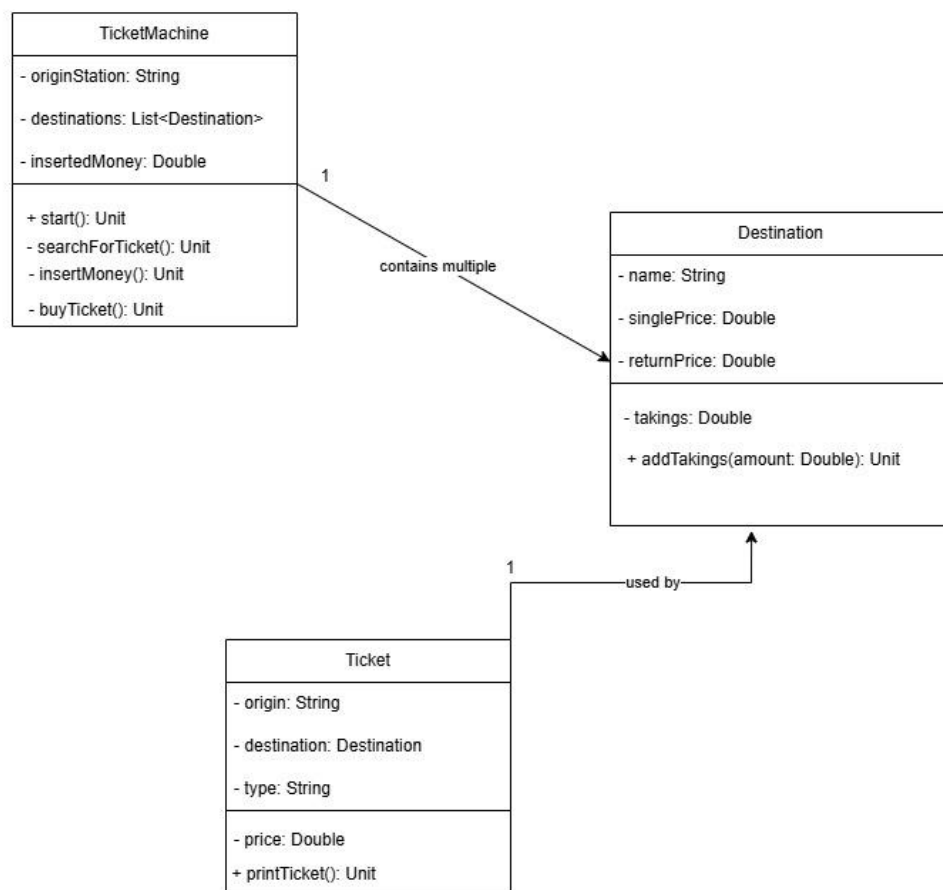 TicketMachine
- originStation: String
- destinations: List<Destination>
- insertedMoney: Double
+ start(): Unit
- searchForTicket(): Unit
- insertMoney(): Unit
- buyTicket(): Unit
1
contains multiple
Destination
- name: String
- singlePrice: Double
- returnPrice: Double
- takings: Double
+ addTakings(amount: Double): Unit
1
used by
Ticket
- origin: String
- destination: Destination
- type: String
- price: Double
+ printTicket(): Unit